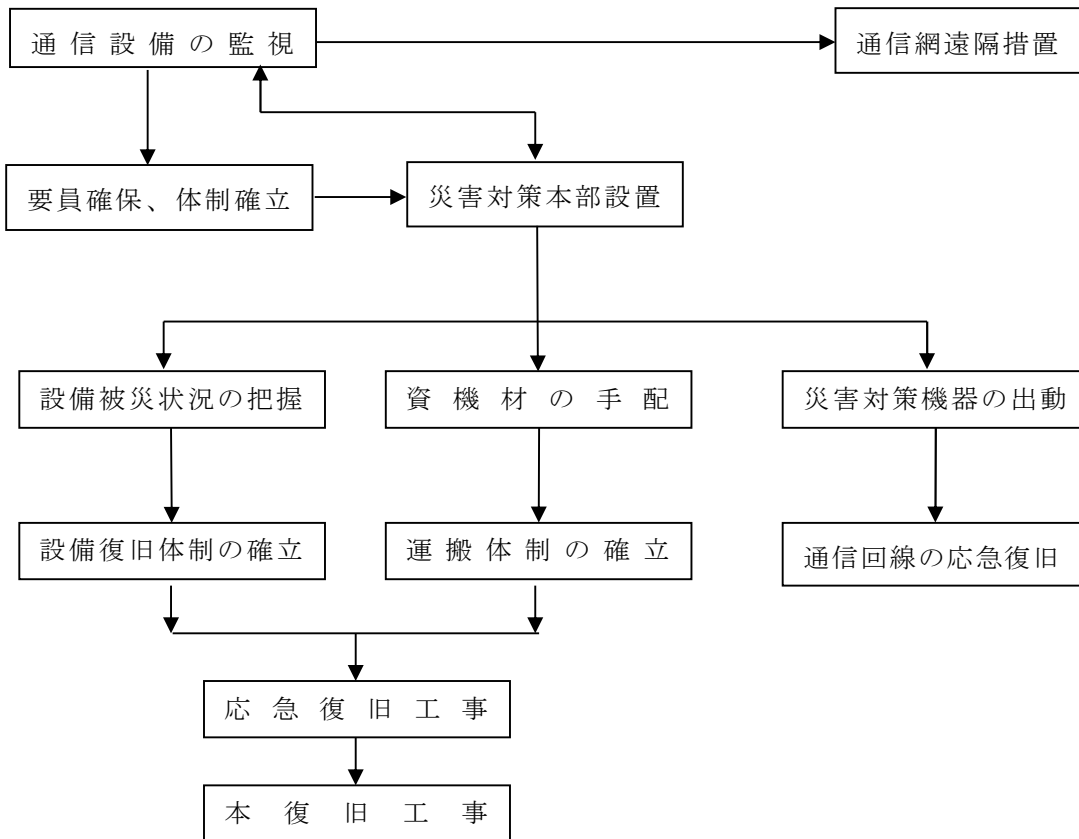 通信設備の監視
通信網遠隔措置
要員確保、体制確立
災害対策本部設置
設備被災状況の把握
資機材の手配
災害対策機器の出動
設備復旧体制の確立
運搬体制の確立
通信回線の応急復旧
応急復旧工事
本復旧工事